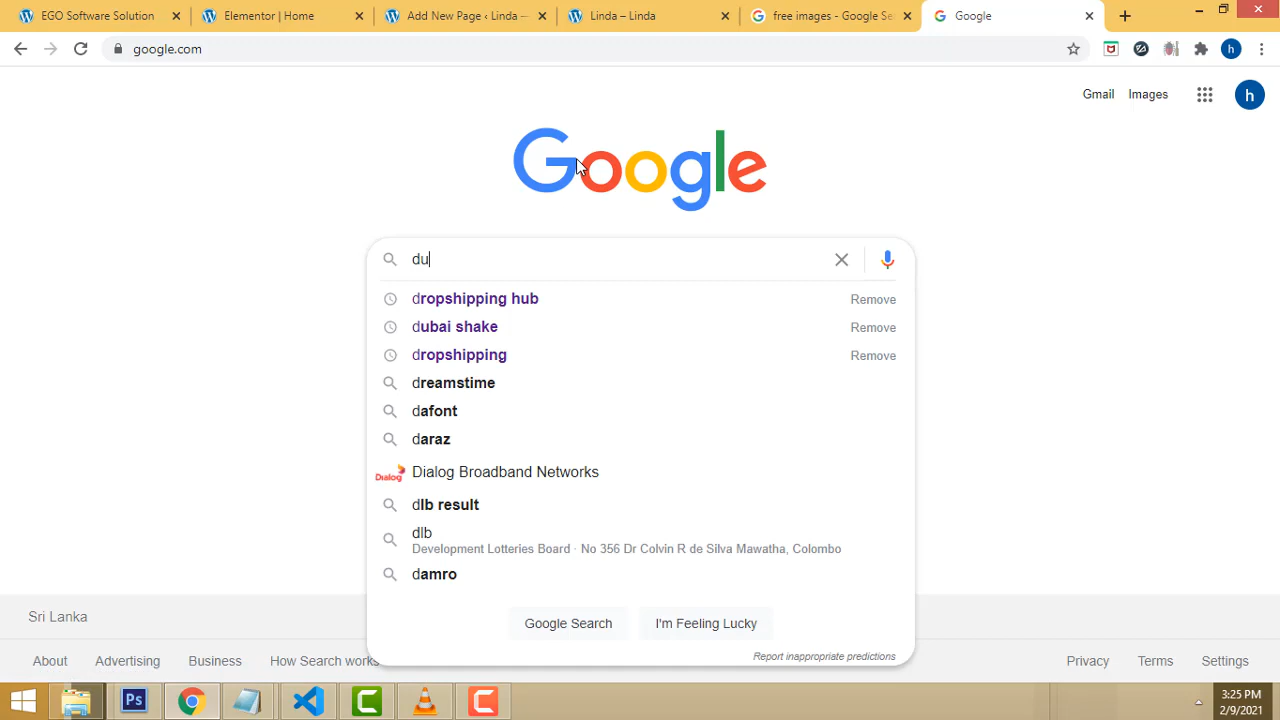 EGO Software Solution
Elementor | Home
Add New Page ‹ Linda —
Linda – Linda
free images - Google Se
Google
google.com
h
Gmail
Images
h
Google
du
dropshipping hub
Remove
dubai shake
Remove
dropshipping
Remove
dreamstime
dafont
daraz
Dialog
Dialog Broadband Networks
dlb result
dlb
Development Lotteries Board · No 356 Dr Colvin R de Silva Mawatha, Colombo
damro
Google Search
I'm Feeling Lucky
Report inappropriate predictions
Sri Lanka
About
Advertising
Business
How Search works
Privacy
Terms
Settings
Ps
3:25 PM
2/9/2021